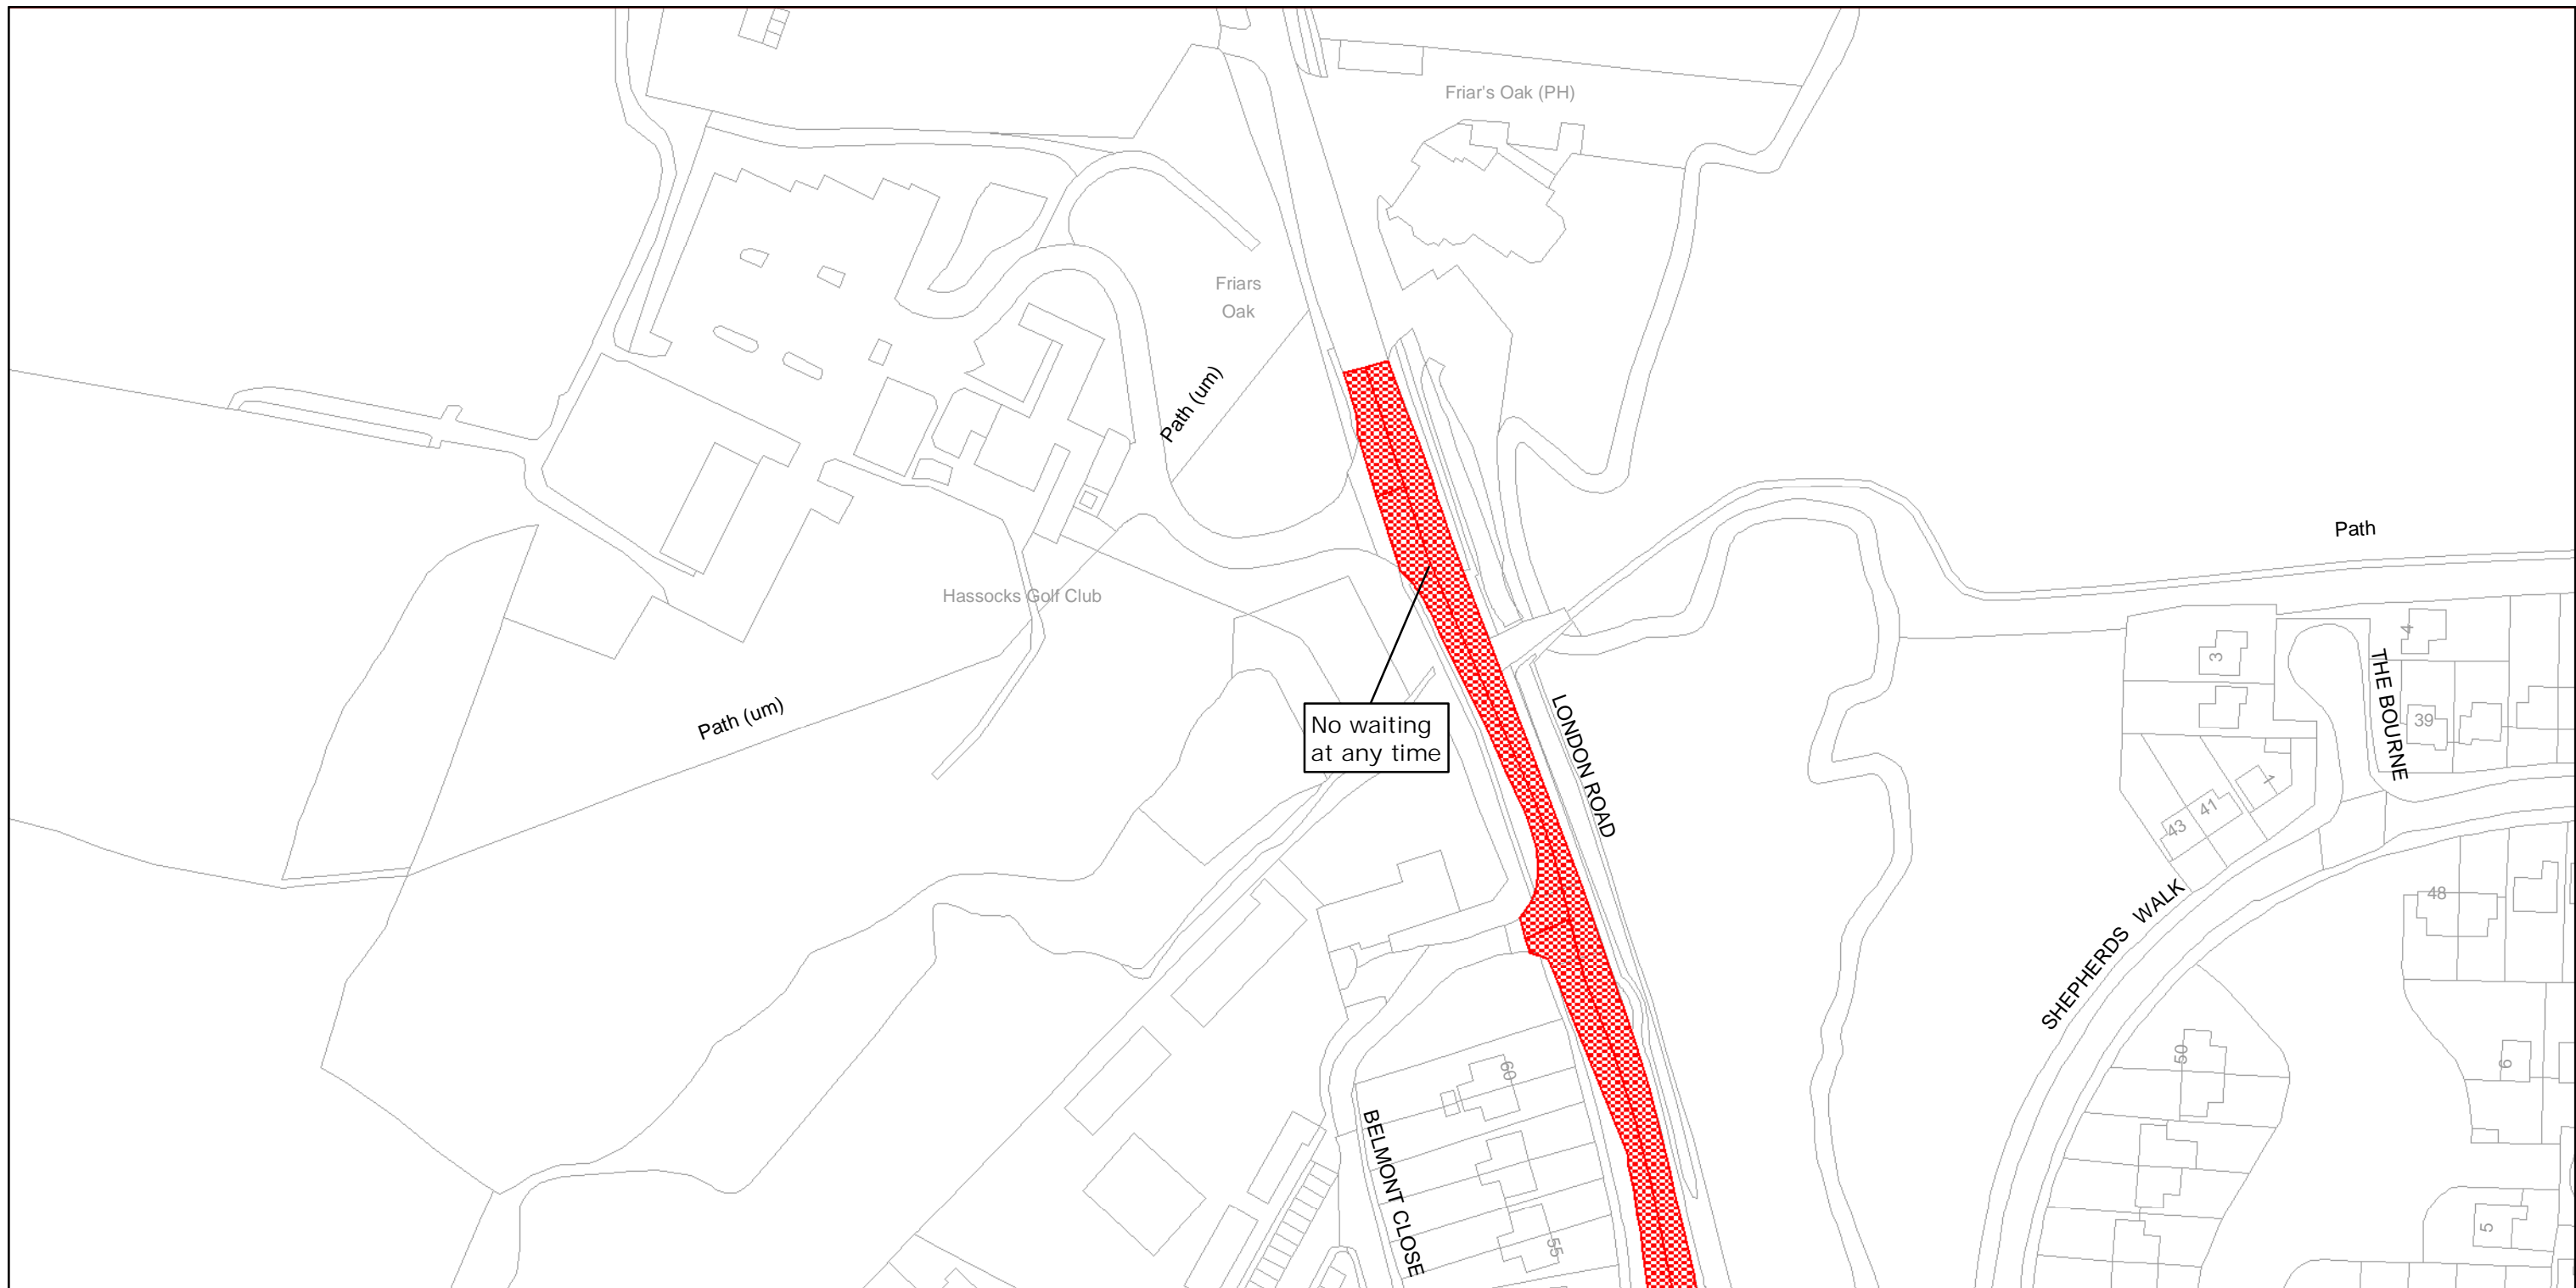 Friar's Oak (PH)
Friars
Oak
Path (um)
Path
Hassocks Golf Club
4
3
THE BOURNE
39
Path (um)
No waiting
at any time
LONDON ROAD
1
41
43
48
SHEPHERDS WALK
50
6
60
BELMONT CLOSE
55
5